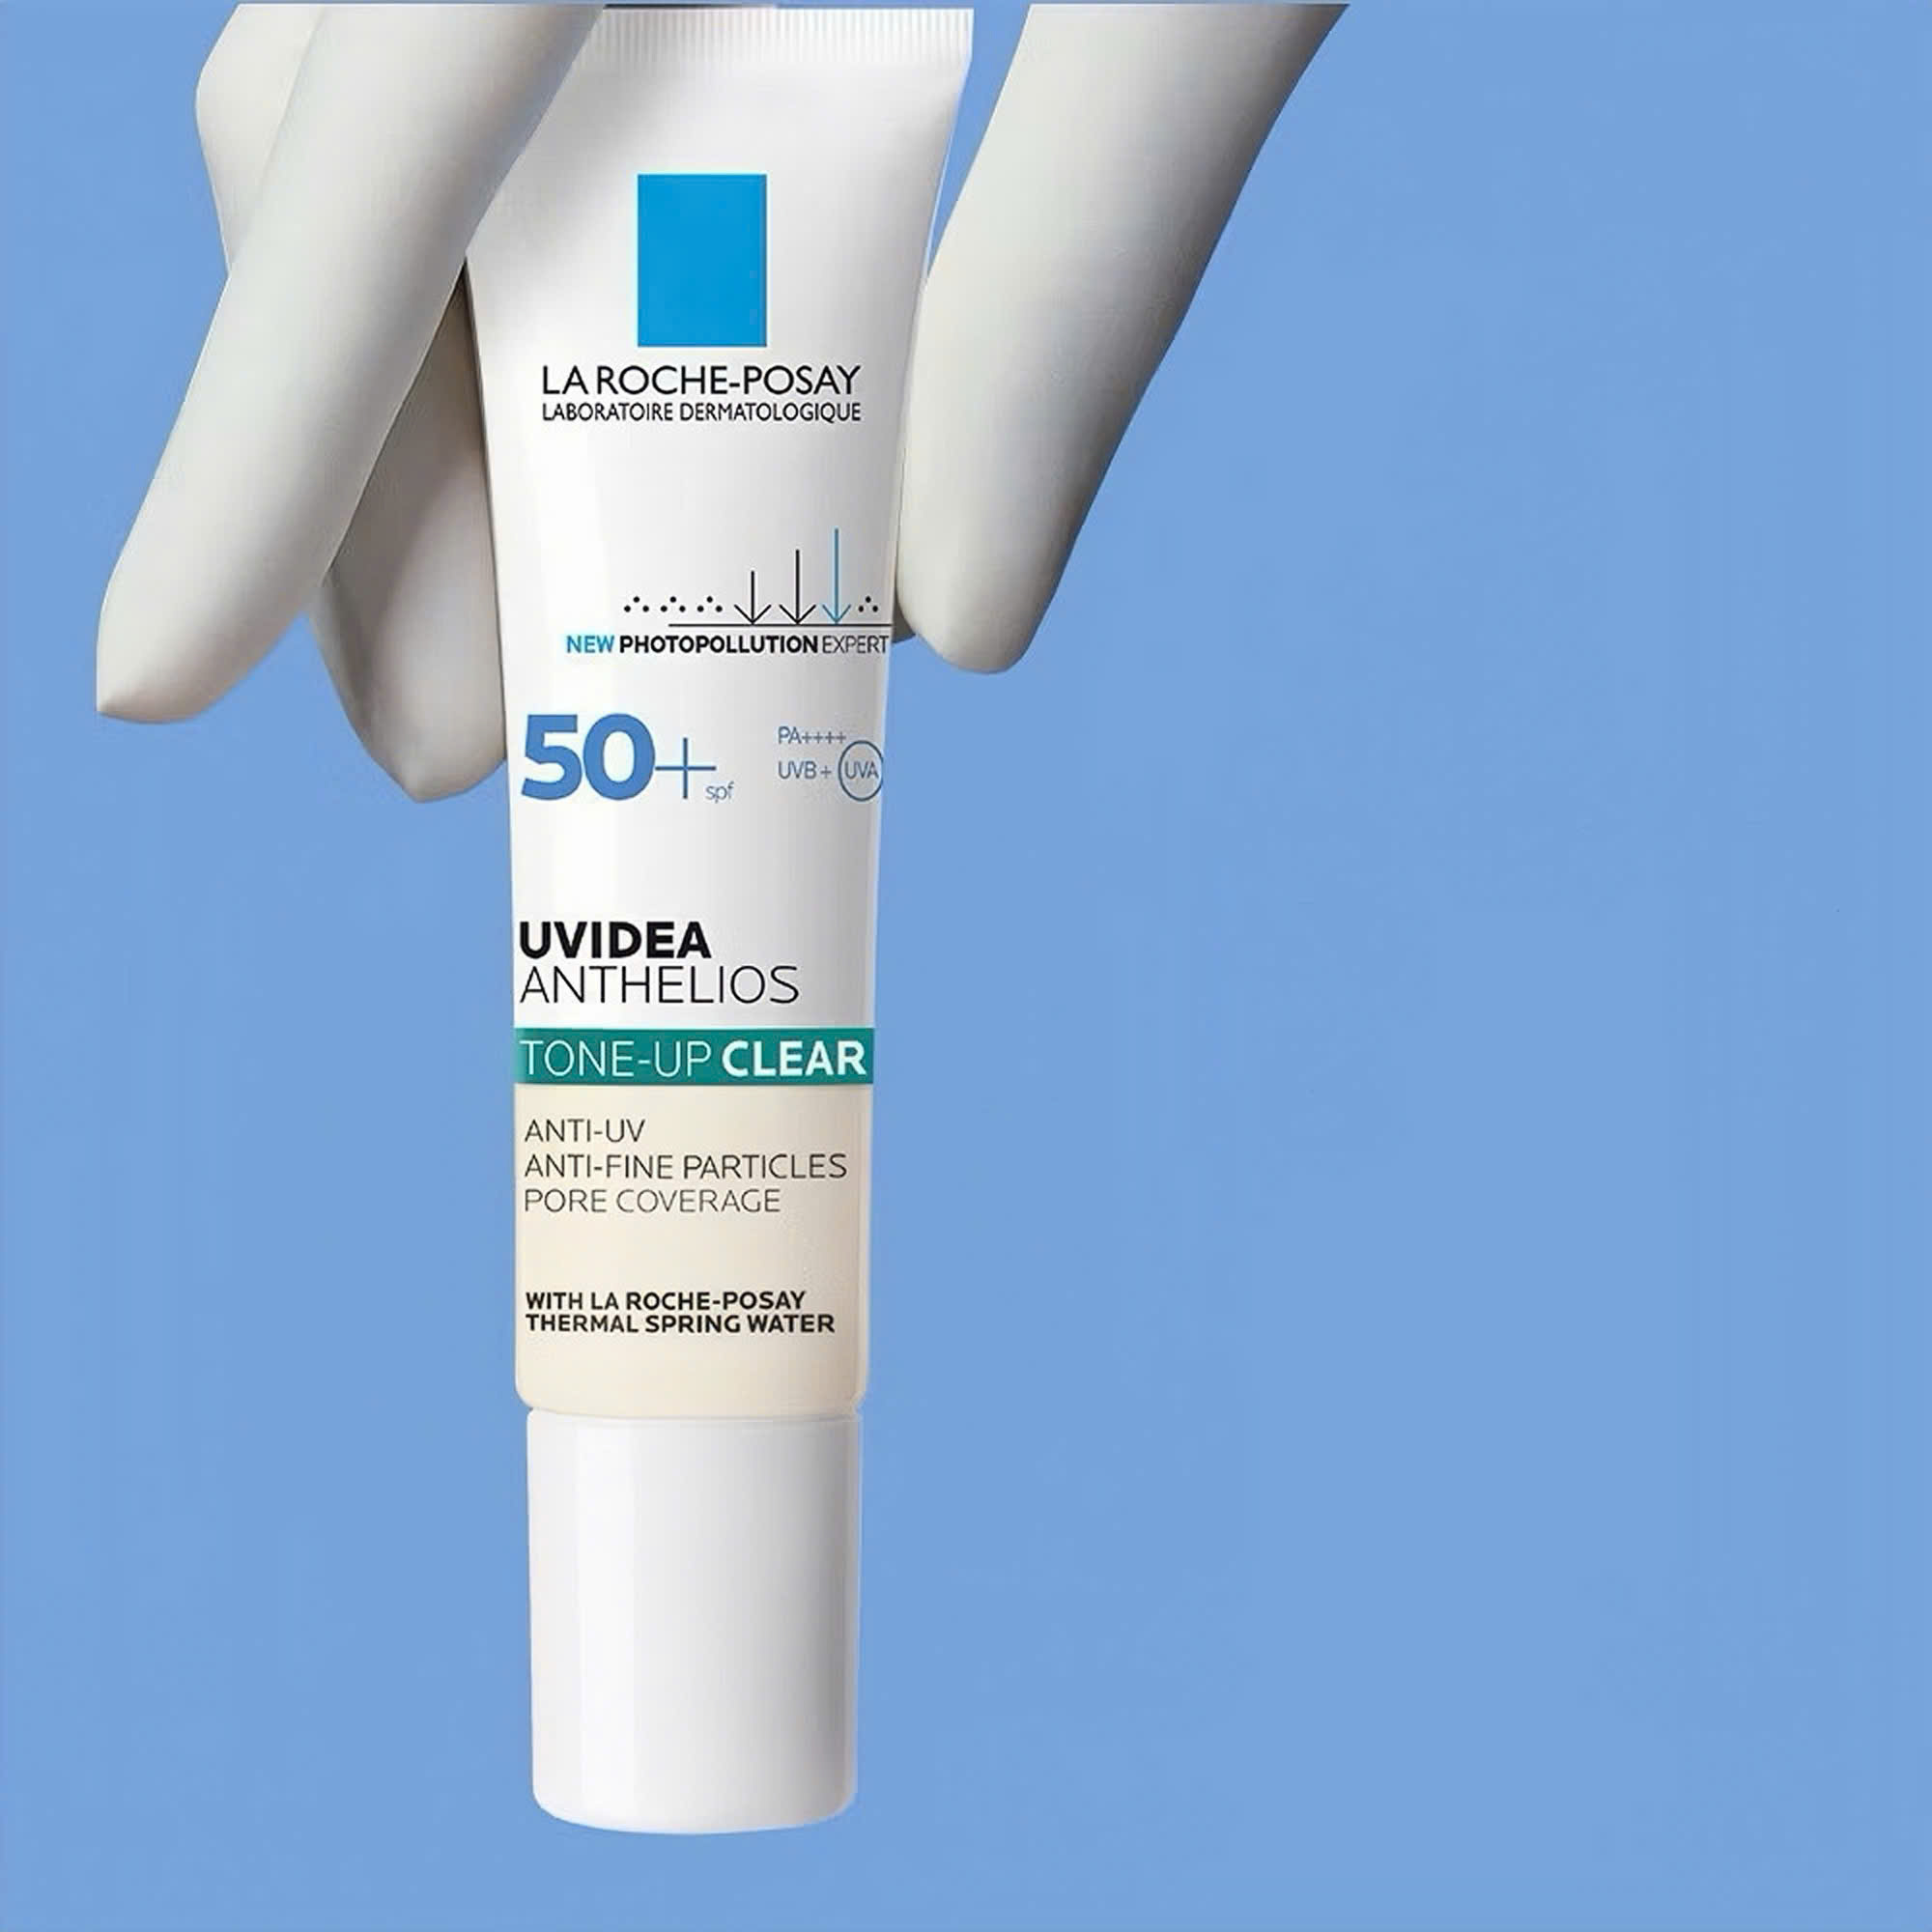 LA ROCHE-POSAY
LABORATOIRE DERMATOLOGIQUE
NEW PHOTOPOLLUTION EXPERT
50+ spf
PA++++
UVB + UVA
UVIDEA
ANTHELIOS
TONE-UP CLEAR
ANTI-UV
ANTI-FINE PARTICLES
PORE COVERAGE
WITH LA ROCHE-POSAY
THERMAL SPRING WATER